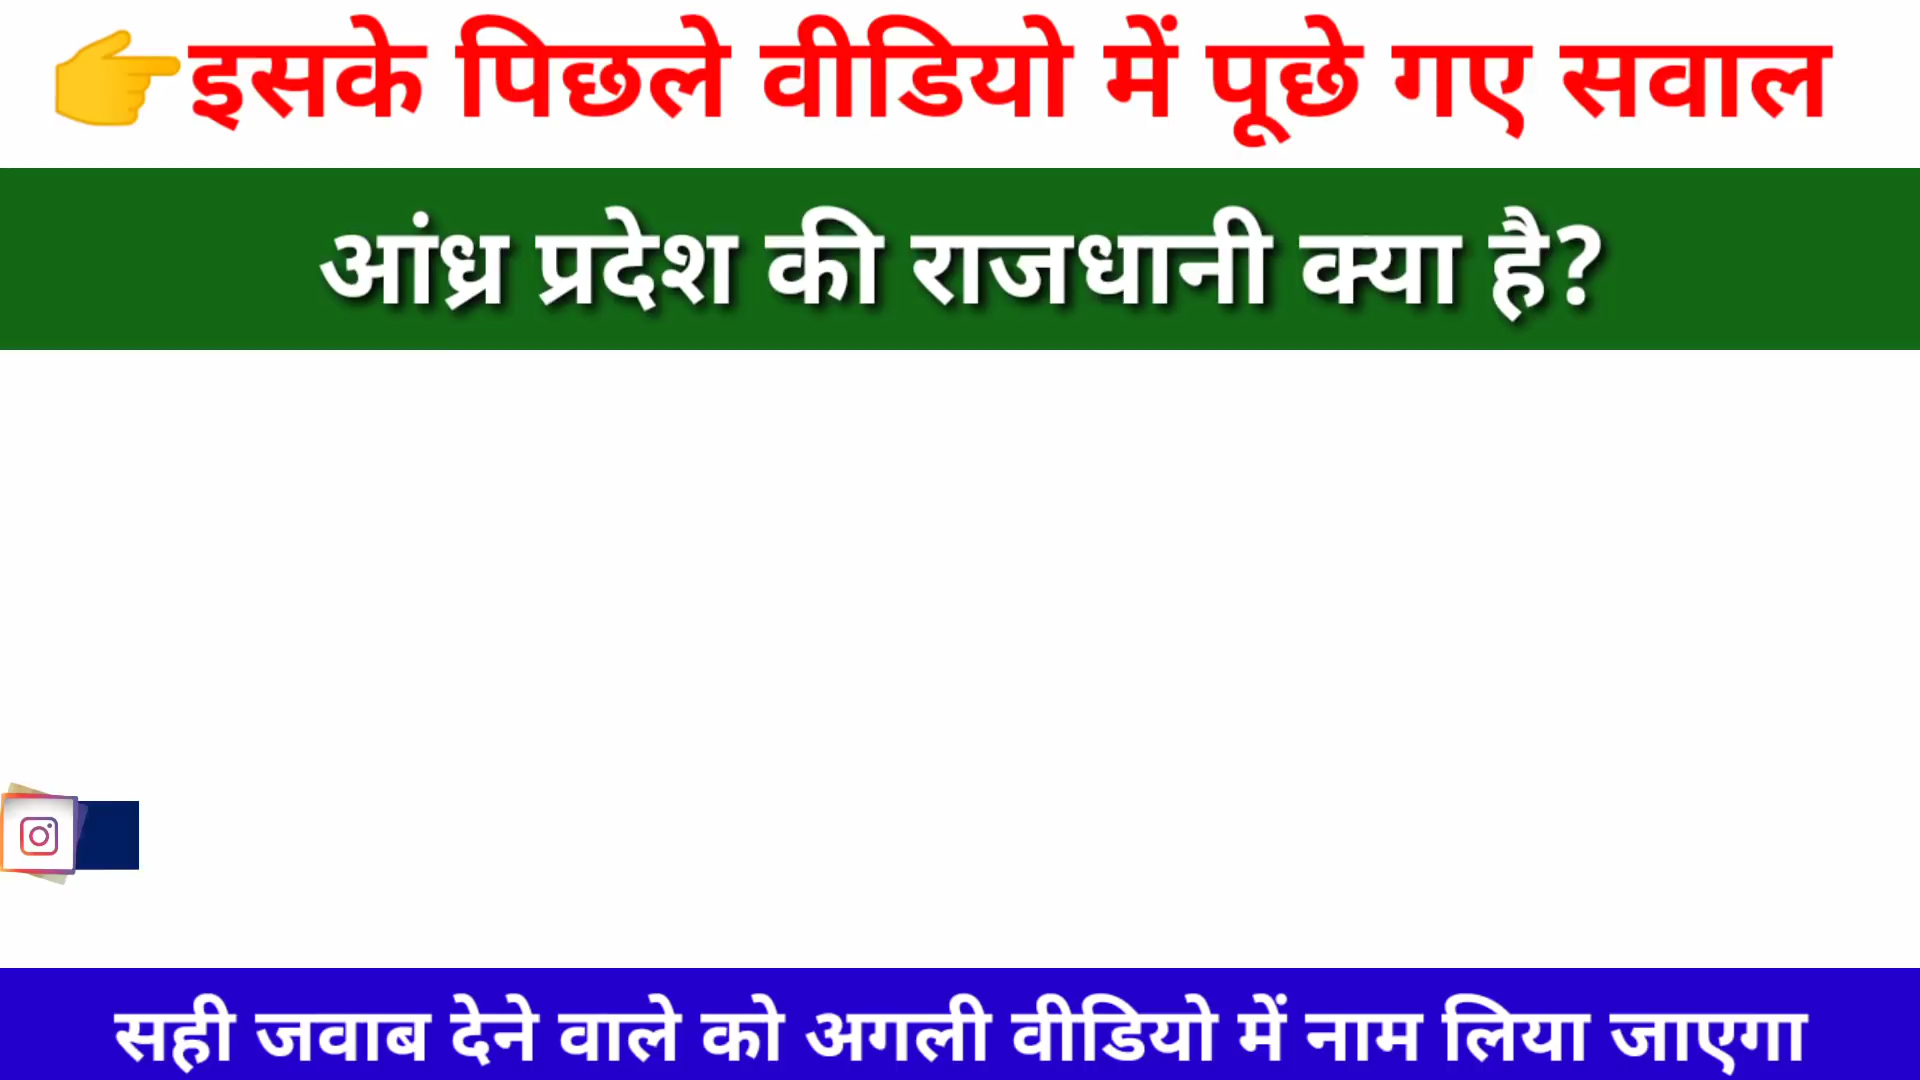 👉इसके पिछले वीडियो में पूछे गए सवाल
आंध्र प्रदेश की राजधानी क्या है?
सही जवाब देने वाले को अगली वीडियो में नाम लिया जाएगा